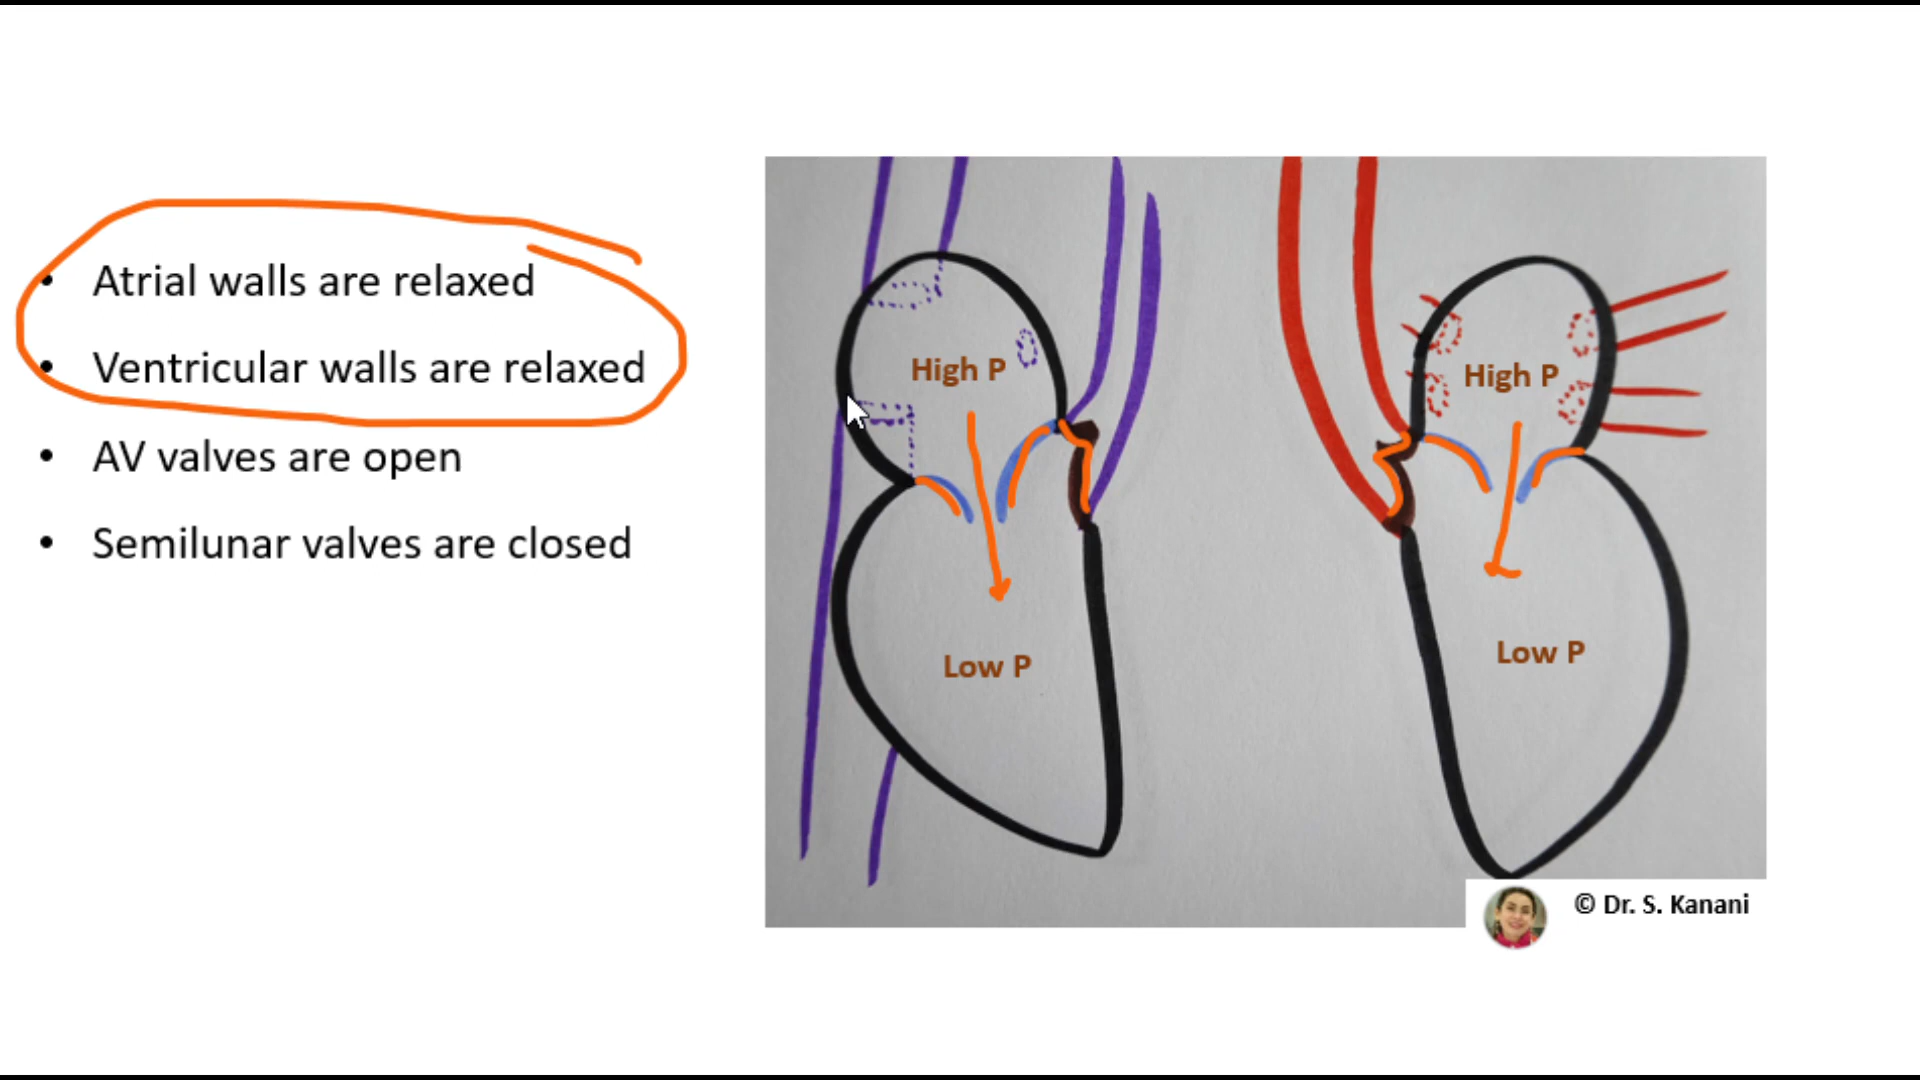 • Atrial walls are relaxed
• Ventricular walls are relaxed
• AV valves are open
• Semilunar valves are closed
High P
High P
Low P
Low P
© Dr. S. Kanani